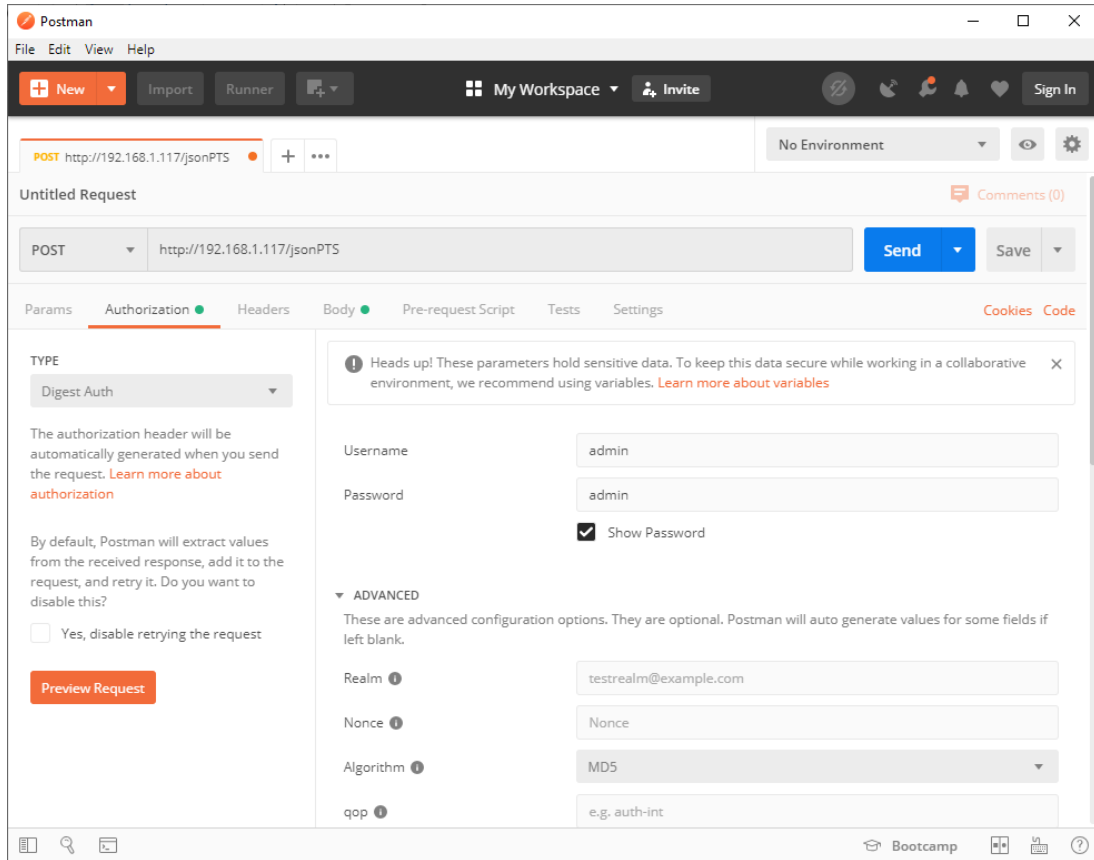 Postman
File Edit View Help
New Import Runner My Workspace Invite Sign In
POST http://192.168.1.117/jsonPTS
No Environment
Untitled Request
Comments (0)
POST http://192.168.1.117/jsonPTS Send Save
Params Authorization Headers Body Pre-request Script Tests Settings Cookies Code
TYPE
Digest Auth
The authorization header will be
automatically generated when you send
the request. Learn more about
authorization
By default, Postman will extract values
from the received response, add it to the
request, and retry it. Do you want to
disable this?
Yes, disable retrying the request
Preview Request
Heads up! These parameters hold sensitive data. To keep this data secure while working in a collaborative
environment, we recommend using variables. Learn more about variables
Username admin
Password admin
Show Password
ADVANCED
These are advanced configuration options. They are optional. Postman will auto generate values for some fields if
left blank.
Realm testrealm@example.com
Nonce Nonce
Algorithm MD5
qop e.g. auth-int
Bootcamp